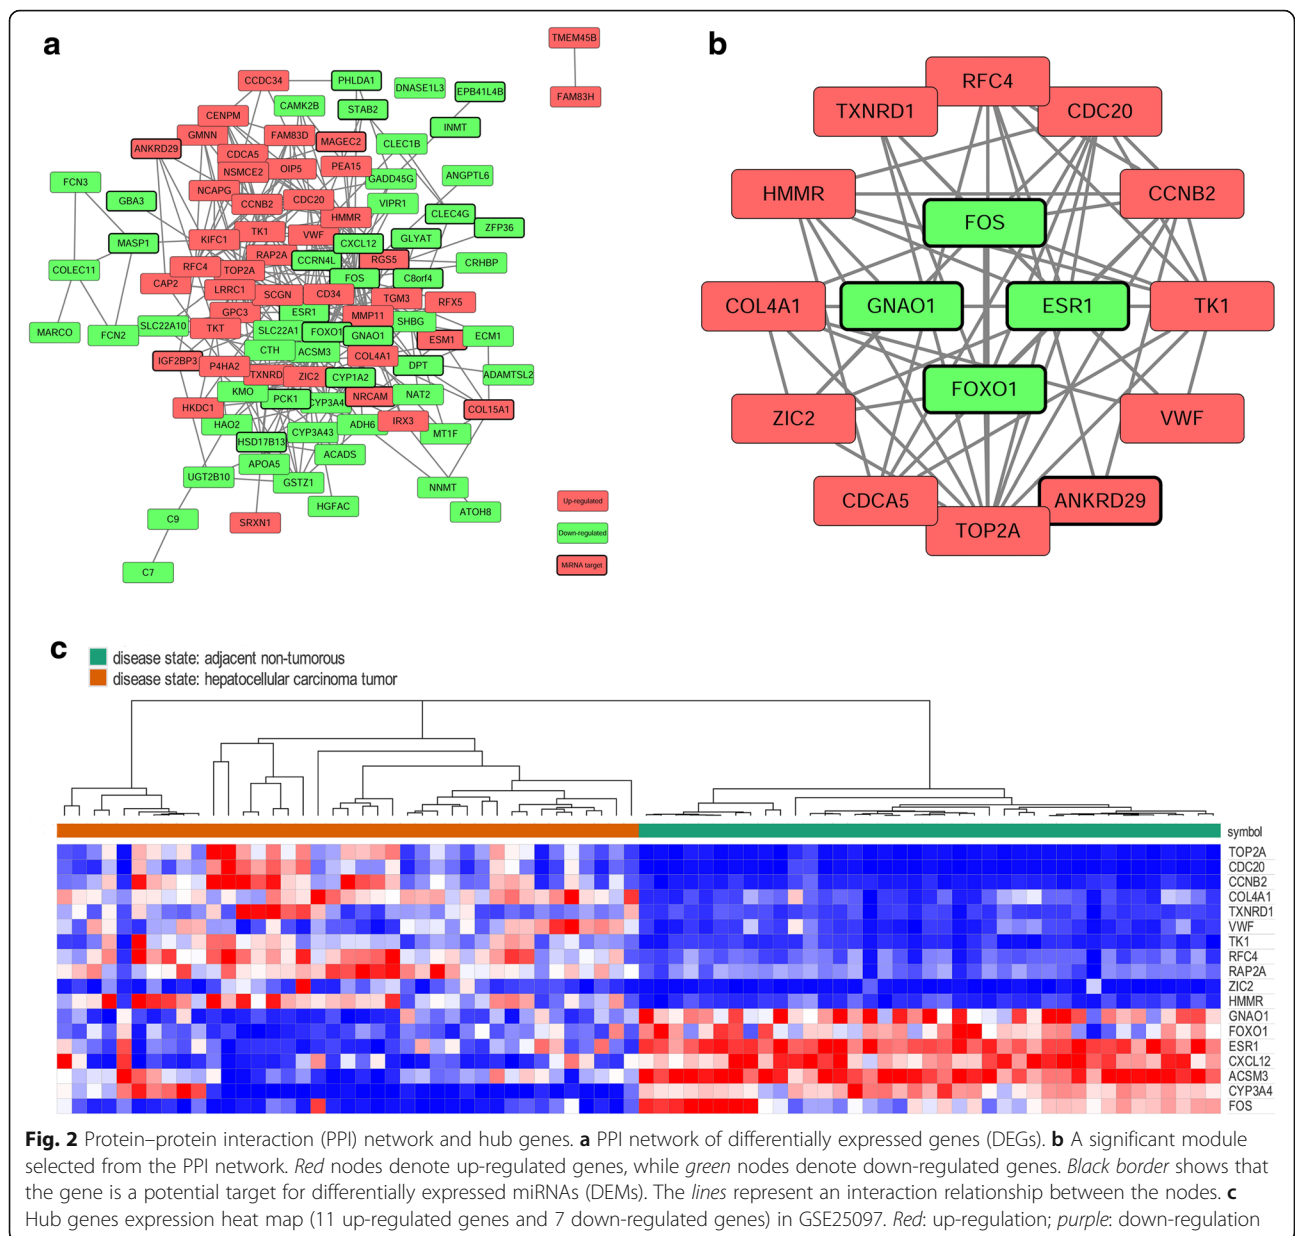 a
TMEM45B
FAM83H
CCDC34
PHLDA1
DNASE1L3
EPB41L4B
CAMK2B
STAB2
CENPM
INMT
GMNN
FAM83D
MAGEC2
CLEC1B
ANKRD29
CDCA5
NSMCE2
OIP5
PEA15
GADD45G
ANGPTL6
FCN3
NCAPG
GBA3
CCNB2
CDC20
VIPR1
HMMR
CLEC4G
ZFP36
MASP1
KIFC1
TK1
VWF
CXCL12
GLYAT
RAP2A
CCRN4L
RGS5
CRHBP
COLEC11
RFC4
TOP2A
FOS
C8orf4
CAP2
LRRC1
SCGN
CD34
TGM3
RFX5
GPC3
ESR1
MMP11
MARCO
FCN2
SLC22A10
TKT
SLC22A1
FOXO1
GNAO1
SHBG
ESM1
ECM1
CTH
ACSM3
COL4A1
IGF2BP3
P4HA2
DPT
TXNRD
ZIC2
CYP1A2
ADAMTSL2
KMO
PCK1
CYP3A4
NRCAM
NAT2
HKDC1
COL15A1
HAO2
CYP3A43
ADH6
IRX3
MT1F
HSD17B13
ACADS
APOA5
UGT2B10
GSTZ1
NNMT
HGFAC
ATOH8
C9
SRXN1
C7
Up-regulated
Down-regulated
MiRNA target
b
RFC4
TXNRD1
CDC20
HMMR
CCNB2
FOS
COL4A1
GNAO1
ESR1
TK1
FOXO1
ZIC2
VWF
CDCA5
ANKRD29
TOP2A
c
disease state: adjacent non-tumorous
disease state: hepatocellular carcinoma tumor
symbol
TOP2A
CDC20
CCNB2
COL4A1
TXNRD1
VWF
TK1
RFC4
RAP2A
ZIC2
HMMR
GNAO1
FOXO1
ESR1
CXCL12
ACSM3
CYP3A4
FOS
Fig. 2 Protein–protein interaction (PPI) network and hub genes. a PPI network of differentially expressed genes (DEGs). b A significant module
selected from the PPI network. Red nodes denote up-regulated genes, while green nodes denote down-regulated genes. Black border shows that
the gene is a potential target for differentially expressed miRNAs (DEMs). The lines represent an interaction relationship between the nodes. c
Hub genes expression heat map (11 up-regulated genes and 7 down-regulated genes) in GSE25097. Red: up-regulation; purple: down-regulation